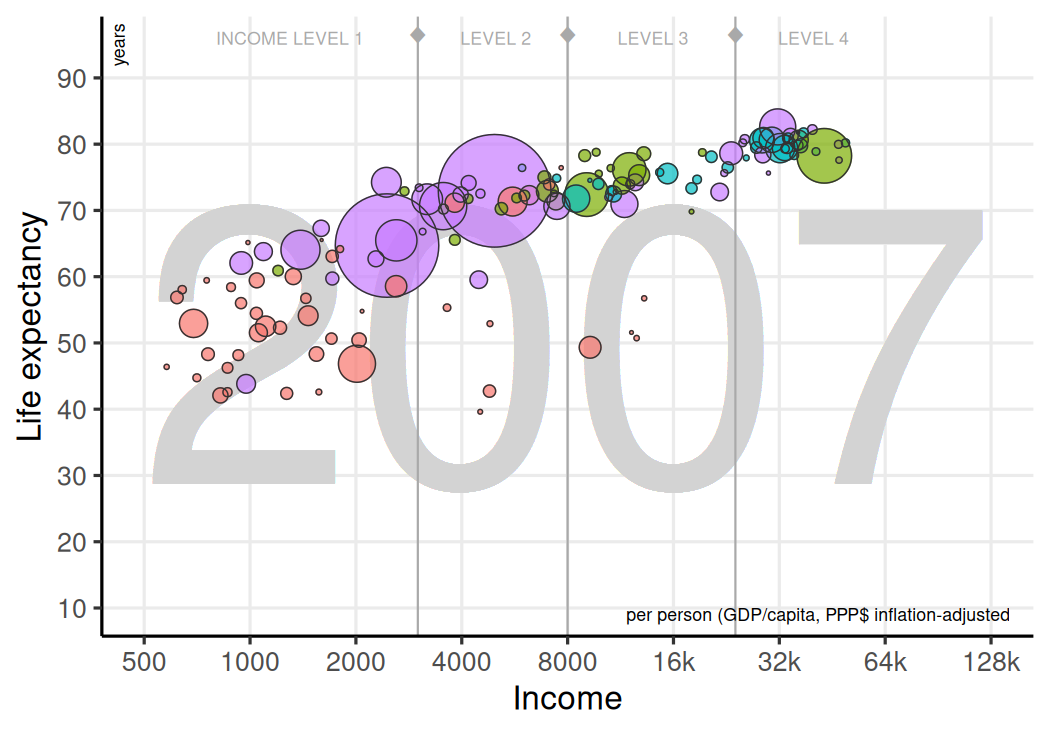 years
INCOME LEVEL 1 LEVEL 2 LEVEL 3 LEVEL 4
90
80
70
60
50
40
30
20
10
Life expectancy
2007
per person (GDP/capita, PPP$ inflation-adjusted
500 1000 2000 4000 8000 16k 32k 64k 128k
Income